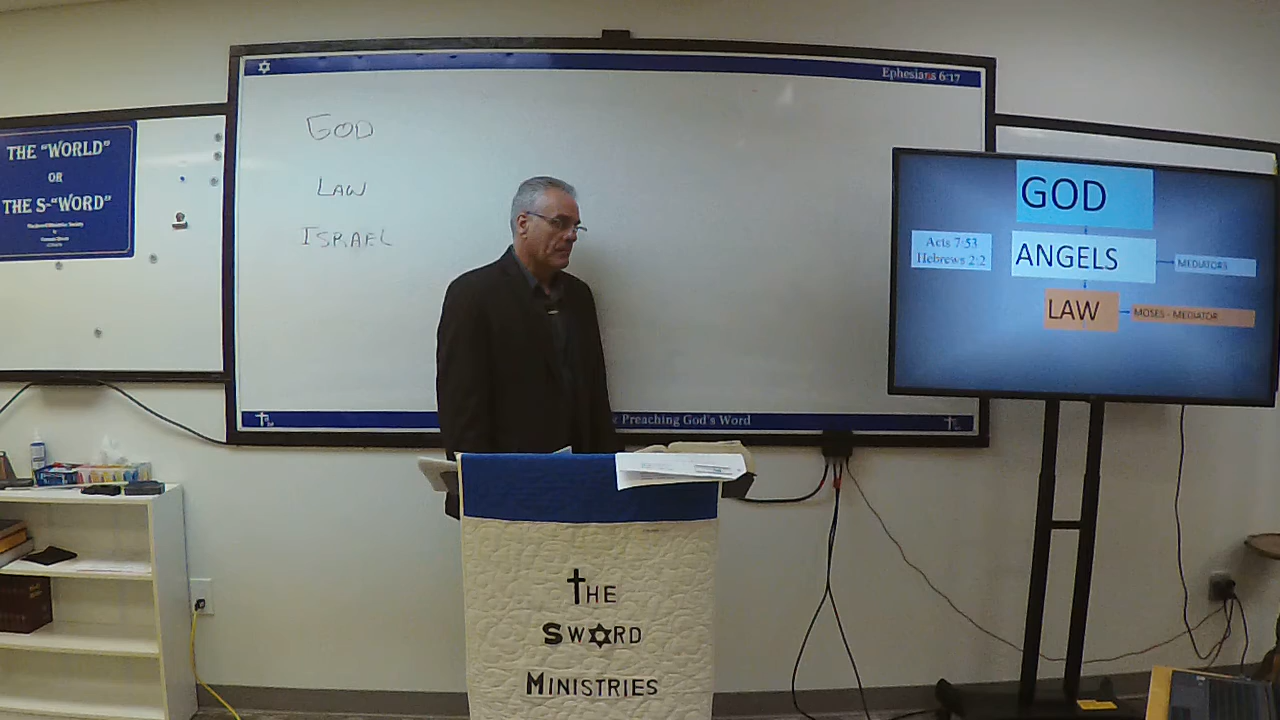 THE "WORLD"
OR
THE S-"WORD"
Ephesians 6:17
GOD
LAW
ISRAEL
Preaching God's Word
GOD
Acts 7:53
Hebrews 2:2
ANGELS
MEDIATORS
LAW
MOSES - MEDIATOR
THE
SWORD
MINISTRIES